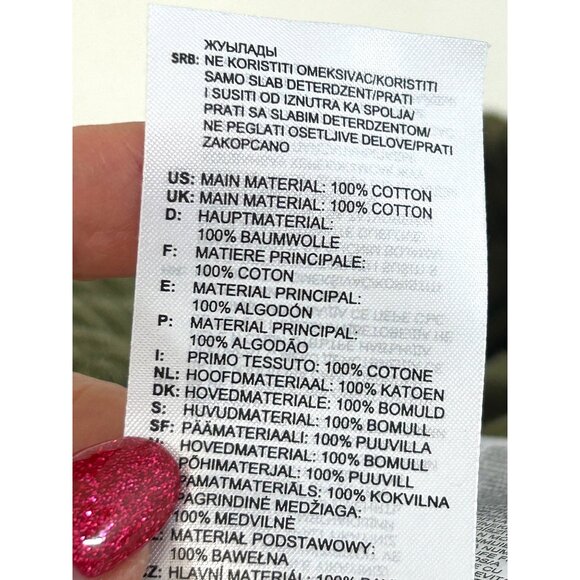 ЖУЫЛАДЫ
SRB: NE KORISTITI OMEKSIVAC/KORISTITI
SAMO SLAB DETERDZENT/PRATI
I SUSITI OD IZNUTRA KA SPOLJA/
PRATI SA SLABIM DETERDZENTOM/
NE PEGLATI OSETLJIVE DELOVE/PRATI
ZAKOPCANO
US: MAIN MATERIAL: 100% COTTON
UK: MAIN MATERIAL: 100% COTTON
D: HAUPTMATERIAL:
100% BAUMWOLLE
F: MATIERE PRINCIPALE:
100% COTON
E: MATERIAL PRINCIPAL:
100% ALGODÓN
P: MATERIAL PRINCIPAL:
100% ALGODÃO
I: PRIMO TESSUTO: 100% COTONE
NL: HOOFDMATERIAAL: 100% KATOEN
DK: HOVEDMATERIALE: 100% BOMULD
S: HUVUDMATERIAL: 100% BOMULL
SF: PÄÄMATERIAALI: 100% PUUVILLA
HOVEDMATERIAL: 100% BOMULL
PÕHIMATERJAL: 100% PUUVILL
PAMATMATERIĀLS: 100% KOKVILNA
PAGRINDINĖ MEDŽIAGA:
100% MEDVILNĖ
MATERIAŁ PODSTAWOWY:
100% BAWEŁNA
CZ: HLAVNÍ MATERIÁL: 100%